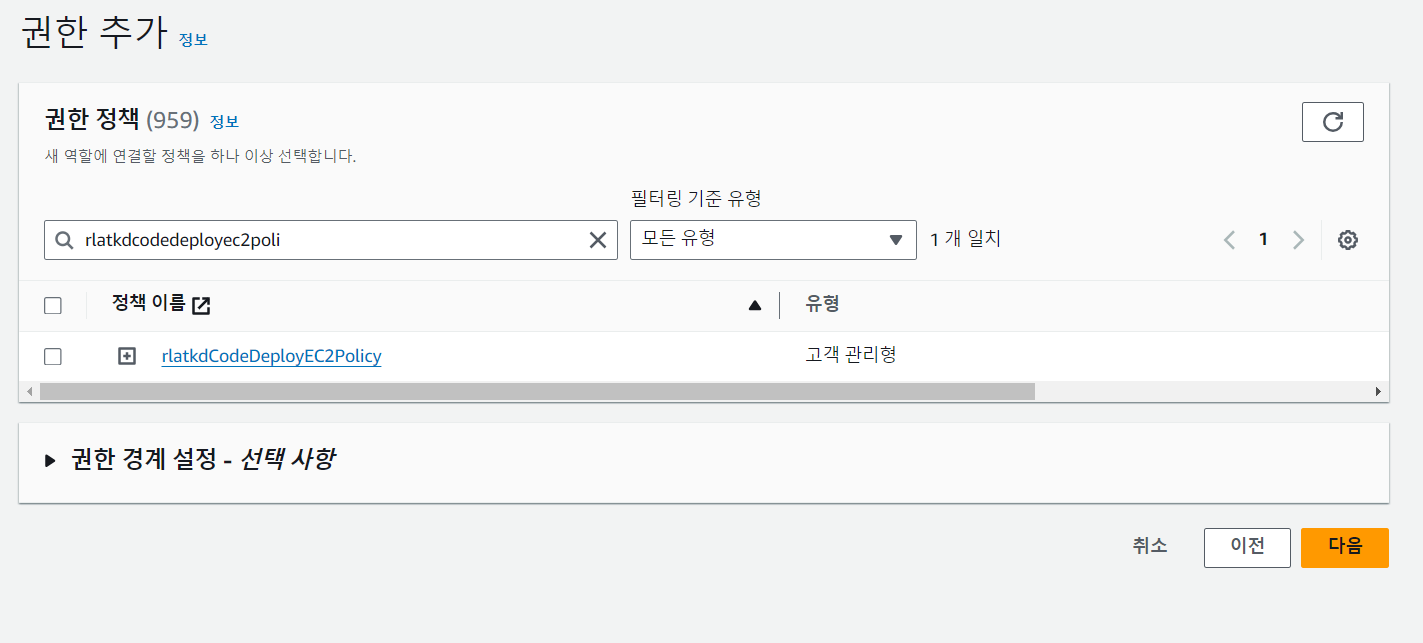 권한 추가 정보
권한 정책 (959) 정보
새 역할에 연결할 정책을 하나 이상 선택합니다.
필터링 기준 유형
rlatkdcodedeployec2poli
모든 유형
1 개 일치
1
정책 이름
유형
rlatkdCodeDeployEC2Policy
고객 관리형
권한 경계 설정 - 선택 사항
취소
이전
다음